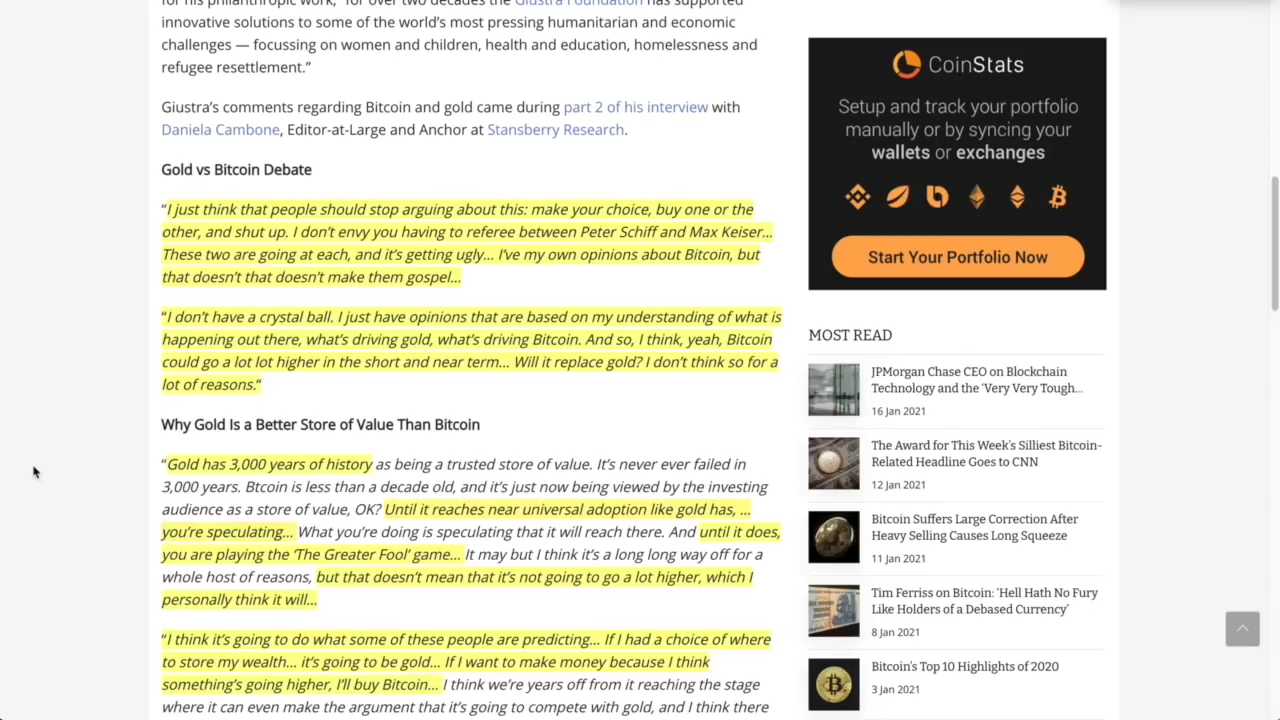 for his philanthropic work, “for over two decades the Giustra Foundation has supported
innovative solutions to some of the world’s most pressing humanitarian and economic
challenges — focussing on women and children, health and education, homelessness and
refugee resettlement.”
Giustra’s comments regarding Bitcoin and gold came during part 2 of his interview with
Daniela Cambone, Editor-at-Large and Anchor at Stansberry Research.
Gold vs Bitcoin Debate
“I just think that people should stop arguing about this: make your choice, buy one or the
other, and shut up. I don’t envy you having to referee between Peter Schiff and Max Keiser…
These two are going at each, and it’s getting ugly… I’ve my own opinions about Bitcoin, but
that doesn’t that doesn’t make them gospel…
“I don’t have a crystal ball. I just have opinions that are based on my understanding of what is
happening out there, what’s driving gold, what’s driving Bitcoin. And so, I think, yeah, Bitcoin
could go a lot lot higher in the short and near term… Will it replace gold? I don’t think so for a
lot of reasons.“
Why Gold Is a Better Store of Value Than Bitcoin
“Gold has 3,000 years of history as being a trusted store of value. It’s never ever failed in
3,000 years. Btcoin is less than a decade old, and it’s just now being viewed by the investing
audience as a store of value, OK? Until it reaches near universal adoption like gold has, …
you’re speculating… What you’re doing is speculating that it will reach there. And until it does,
you are playing the ‘The Greater Fool’ game… It may but I think it’s a long long way off for a
whole host of reasons, but that doesn’t mean that it’s not going to go a lot higher, which I
personally think it will…
“I think it’s going to do what some of these people are predicting… If I had a choice of where
to store my wealth… it’s going to be gold… If I want to make money because I think
something’s going higher, I’ll buy Bitcoin… I think we’re years off from it reaching the stage
where it can even make the argument that it’s going to compete with gold, and I think there
CoinStats
Setup and track your portfolio
manually or by syncing your
wallets or exchanges
Start Your Portfolio Now
MOST READ
JPMorgan Chase CEO on Blockchain
Technology and the ‘Very Very Tough…
16 Jan 2021
The Award for This Week’s Silliest Bitcoin-
Related Headline Goes to CNN
12 Jan 2021
Bitcoin Suffers Large Correction After
Heavy Selling Causes Long Squeeze
11 Jan 2021
Tim Ferriss on Bitcoin: ‘Hell Hath No Fury
Like Holders of a Debased Currency’
8 Jan 2021
Bitcoin’s Top 10 Highlights of 2020
3 Jan 2021